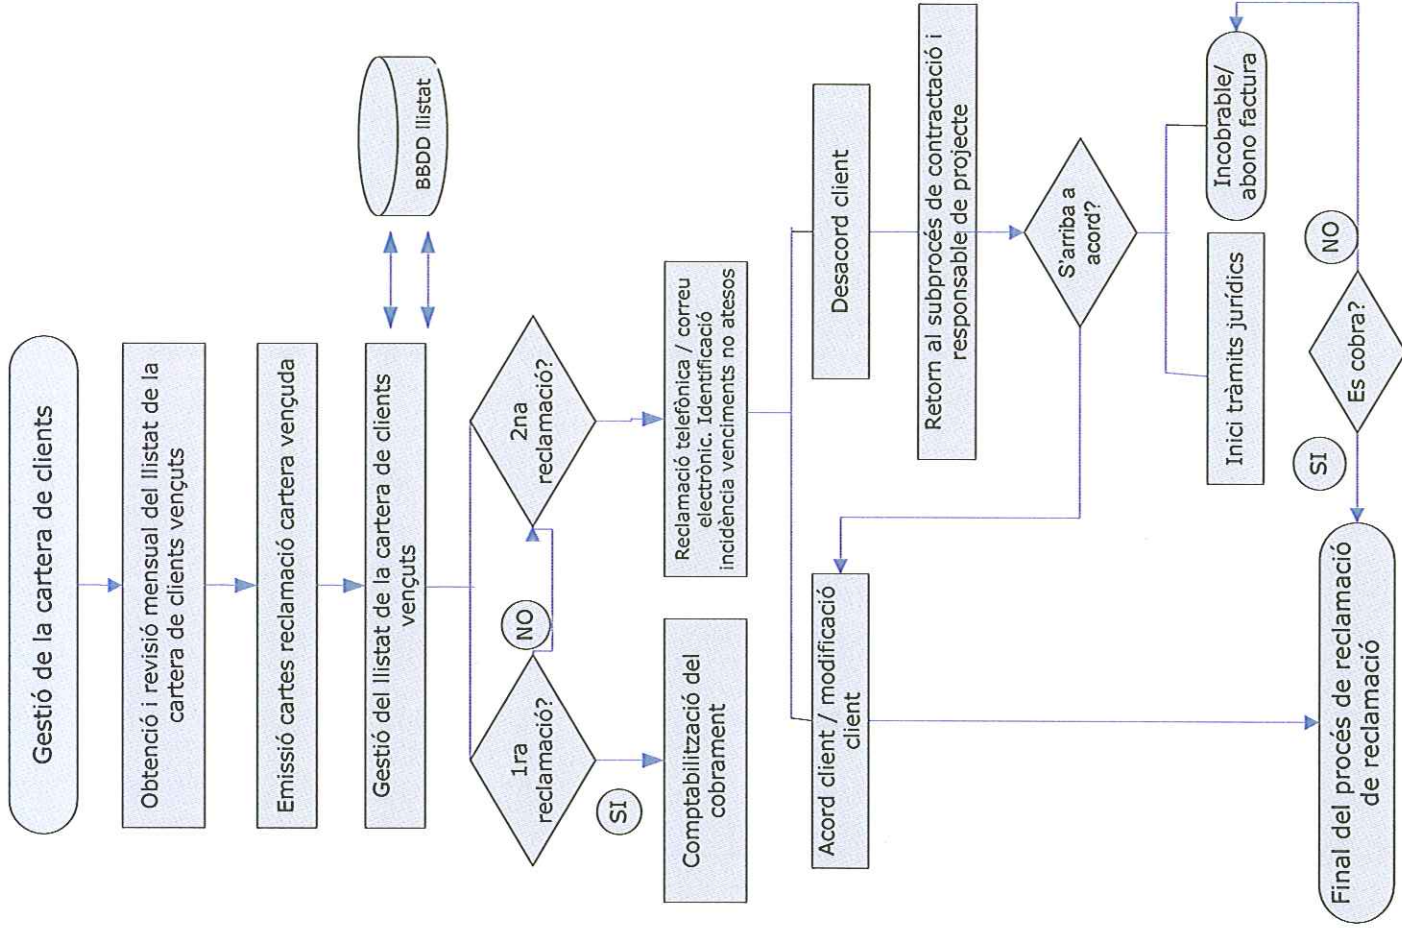 Gestió de la cartera de clients
Obtenció i revisió mensual del llistat de la
cartera de clients vençuts
Emissió cartes reclamació cartera vençuda
Gestió del llistat de la cartera de clients
vençuts
BBDD llistat
1ra
reclamació?
NO
2na
reclamació?
SI
Comptabilització del
cobrament
Reclamació telefònica / correu
electrònic. Identificació
incidència venciments no atesos
Acord client / modificació
client
Desacord client
Retorn al subprocés de contractació i
responsable de projecte
S'arriba a
acord?
Inici tràmits jurídics
Incobrable/
abono factura
SI
Es cobra?
NO
Final del procés de reclamació
de reclamació